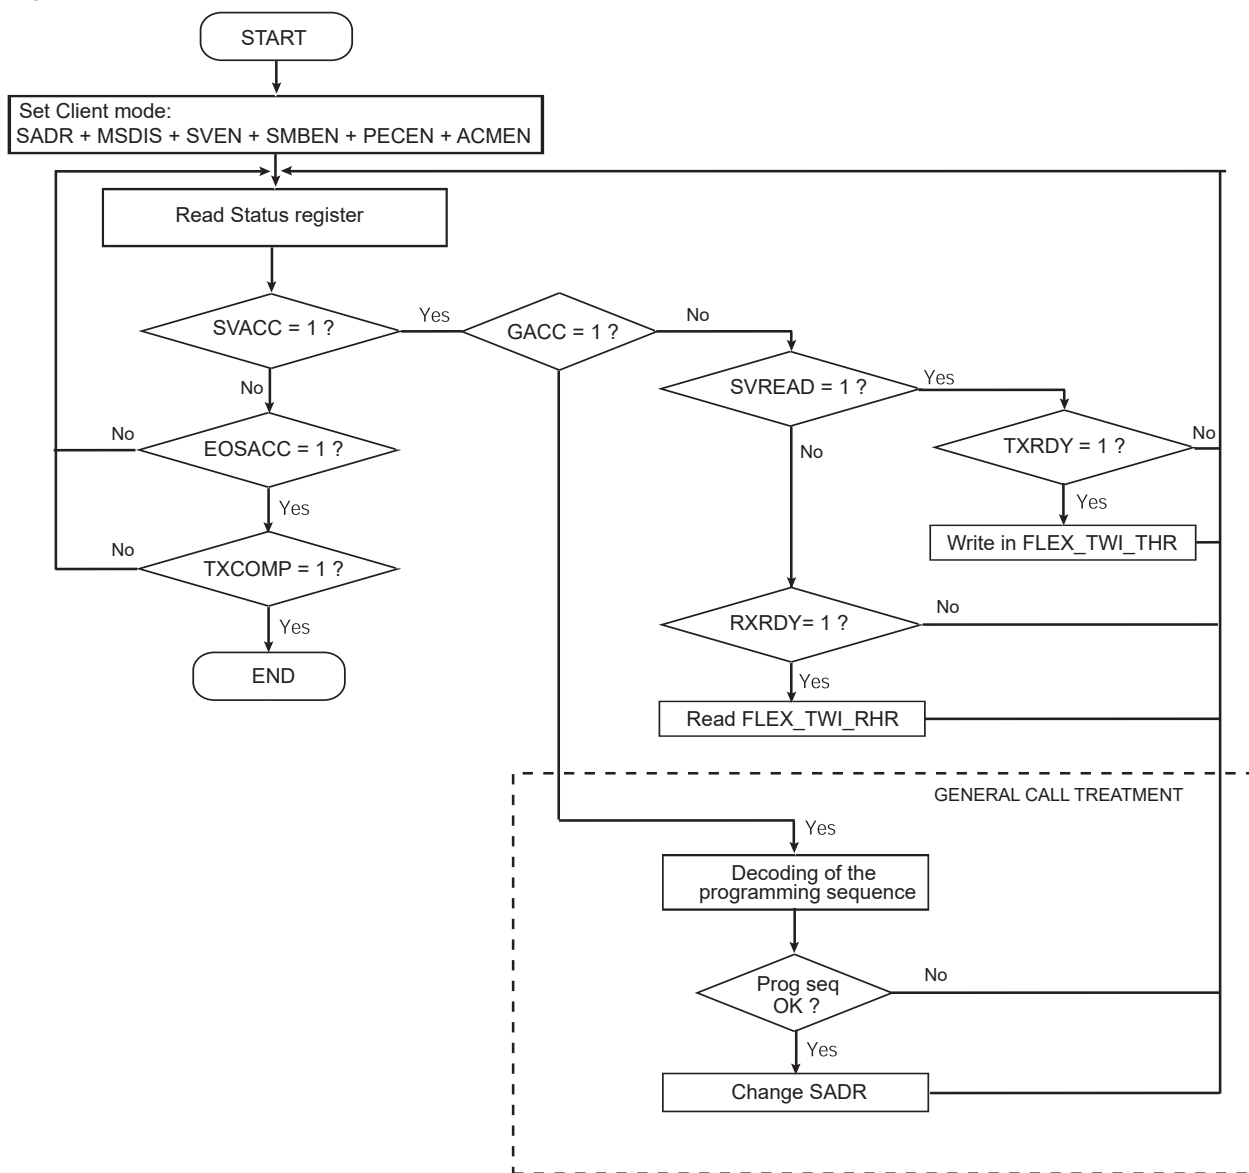 START
Set Client mode:
SADR + MSDIS + SVEN + SMBEN + PECEN + ACMEN
Read Status register
SVACC = 1 ?
Yes
GACC = 1 ?
No
SVREAD = 1 ?
Yes
No
EOSACC = 1 ?
No
TXRDY = 1 ?
No
No
Yes
Yes
Write in FLEX_TWI_THR
TXCOMP = 1 ?
No
Yes
RXRDY= 1 ?
No
END
Yes
Read FLEX_TWI_RHR
GENERAL CALL TREATMENT
Yes
Decoding of the
programming sequence
Prog seq
OK ?
No
Yes
Change SADR